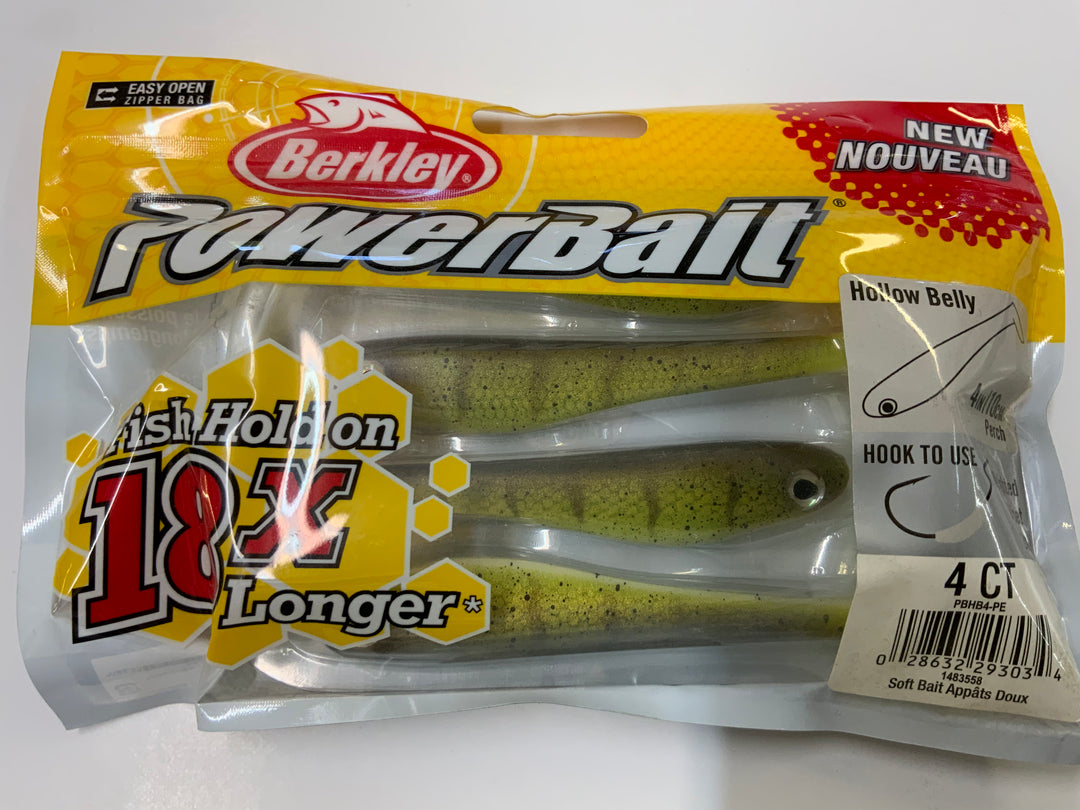 EASY OPEN
ZIPPER BAG
Berkley®
PowerBait®
NEW
NOUVEAU
Hollow Belly
Perch
HOOK TO USE
Fish Hold on
18X
Longer*
4 CT
PBHB4-PE
0 28632 29303 4
1483558
Soft Bait Appâts Doux